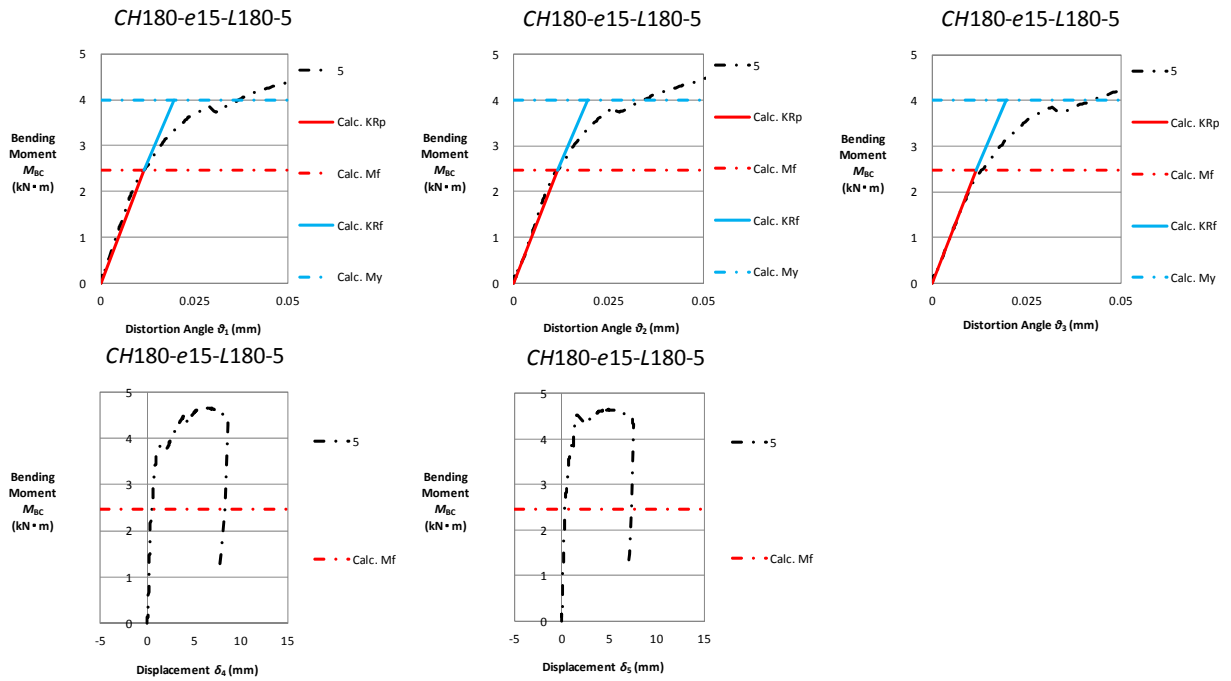 CH180-e15-L180-5
Bending
Moment
M_BC
(kN・m)
5
4
3
2
1
0
0 0.025 0.05
Distortion Angle ϑ1 (mm)
5
Calc. KRp
Calc. Mf
Calc. KRf
Calc. My
CH180-e15-L180-5
Bending
Moment
M_BC
(kN・m)
5
4
3
2
1
0
0 0.025 0.05
Distortion Angle ϑ2 (mm)
5
Calc. KRp
Calc. Mf
Calc. KRf
Calc. My
CH180-e15-L180-5
Bending
Moment
M_BC
(kN・m)
5
4
3
2
1
0
0 0.025 0.05
Distortion Angle ϑ3 (mm)
5
Calc. KRp
Calc. Mf
Calc. KRf
Calc. My
CH180-e15-L180-5
Bending
Moment
M_BC
(kN・m)
5
4
3
2
1
0
-5 0 5 10 15
Displacement δ4 (mm)
5
Calc. Mf
CH180-e15-L180-5
Bending
Moment
M_BC
(kN・m)
5
4
3
2
1
0
-5 0 5 10 15
Displacement δ5 (mm)
5
Calc. Mf